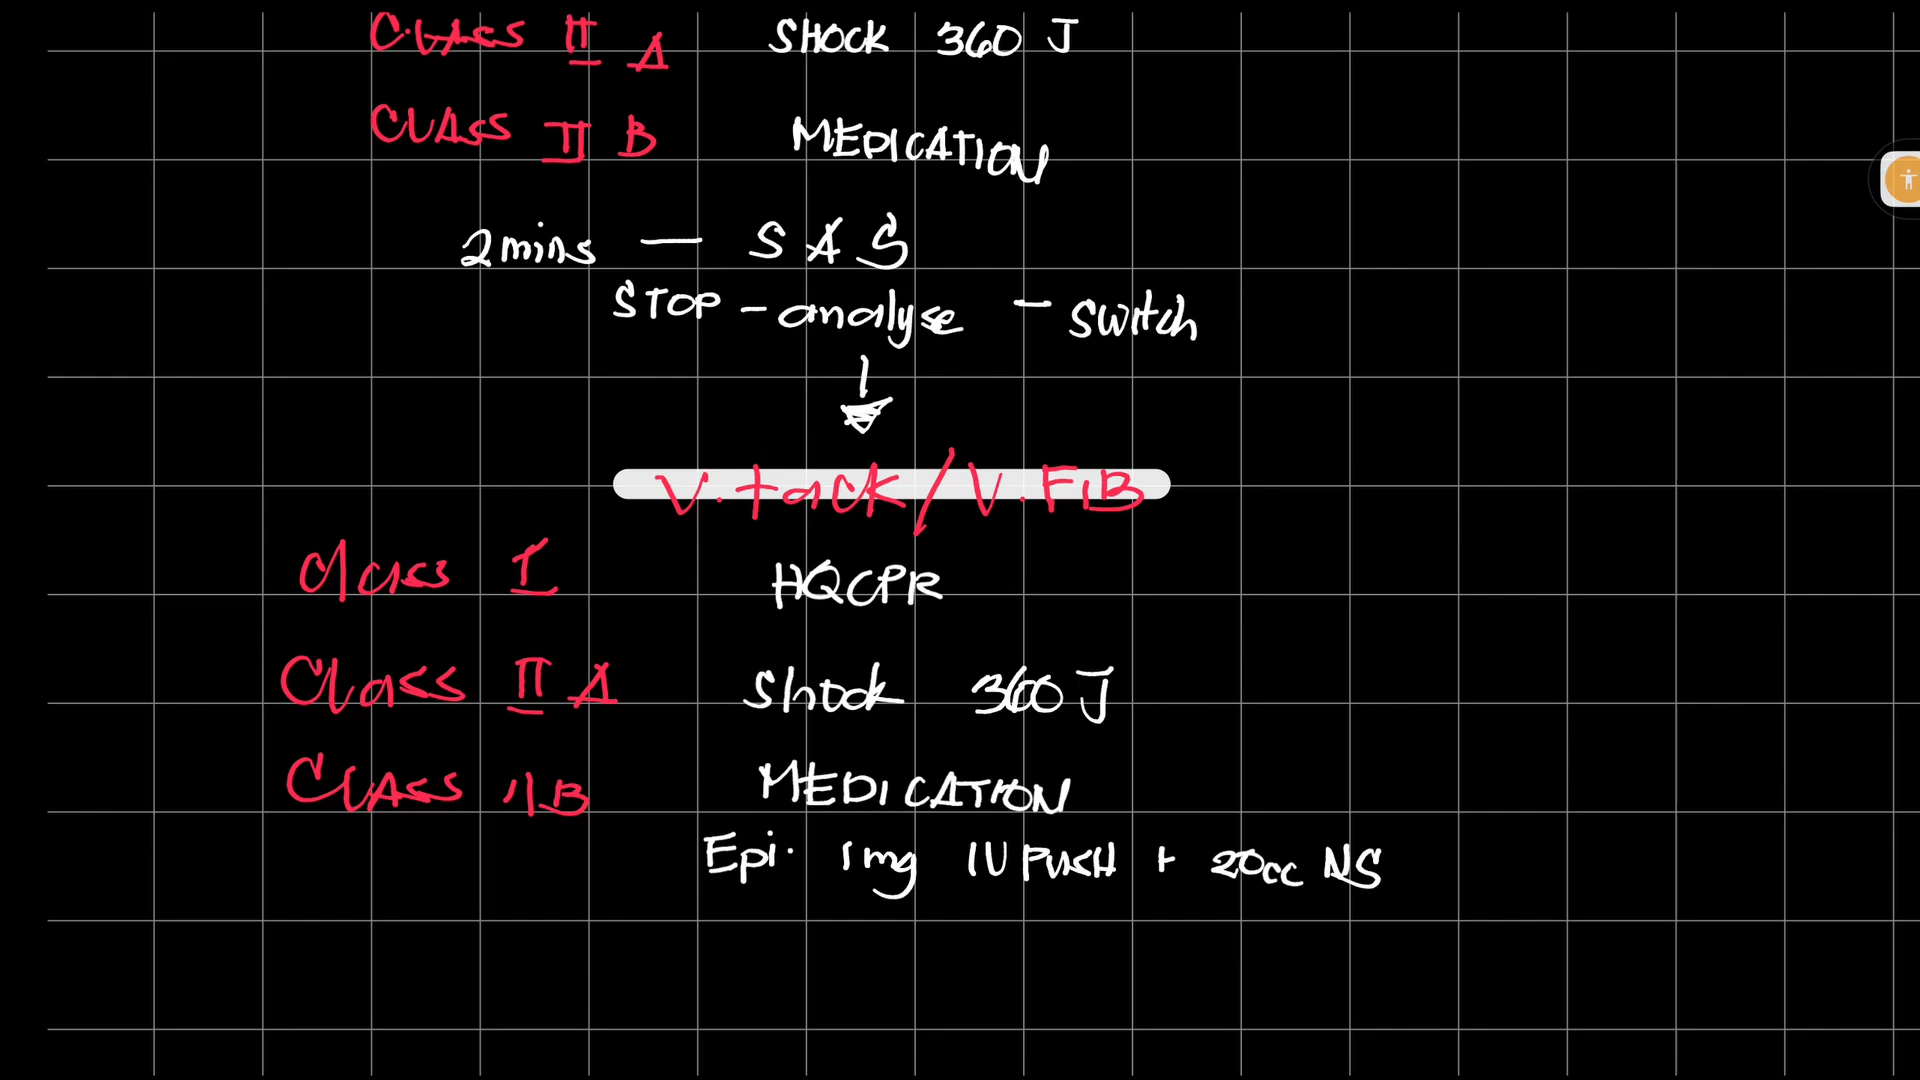 CLASS II A SHOCK 360 J
CLASS II B MEDICATION
2mins — S A S
STOP - analyse - switch
V.tack/V.FIB
class I HQCPR
Class II A Shock 360 J
CLASS IIB MEDICATION
Epi. 1mg IV PUSH + 20cc NS